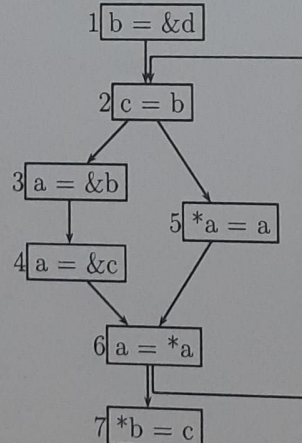 1 b = &d
2 c = b
3 a = &b
5 *a = a
4 a = &c
6 a = *a
7 *b = c